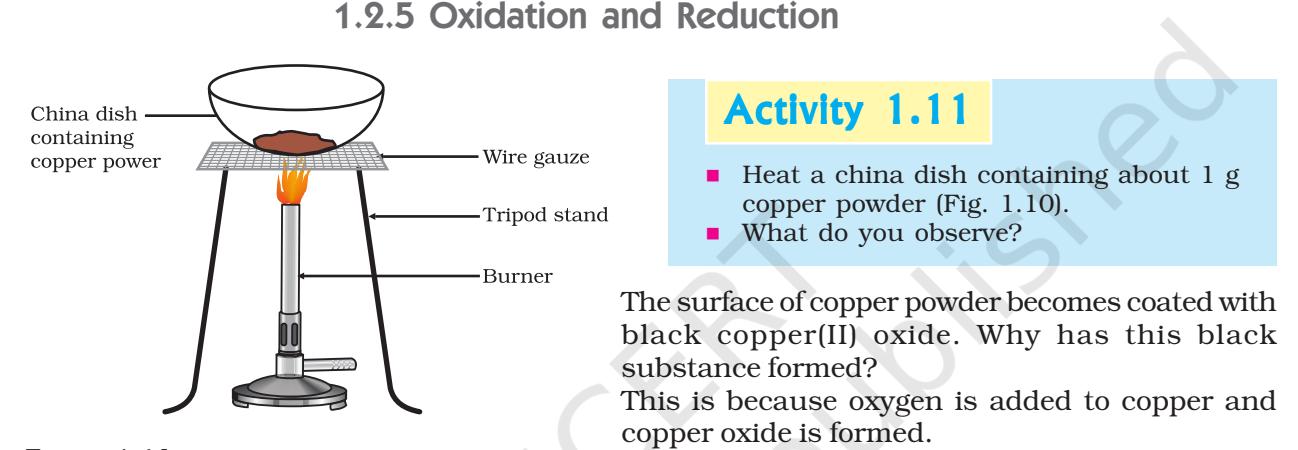 1.2.5 Oxidation and Reduction
China dish
containing
copper power
Wire gauze
Tripod stand
Burner
Activity 1.11
Heat a china dish containing about 1 g
copper powder (Fig. 1.10).
What do you observe?
The surface of copper powder becomes coated with
black copper(II) oxide. Why has this black
substance formed?
This is because oxygen is added to copper and
copper oxide is formed.